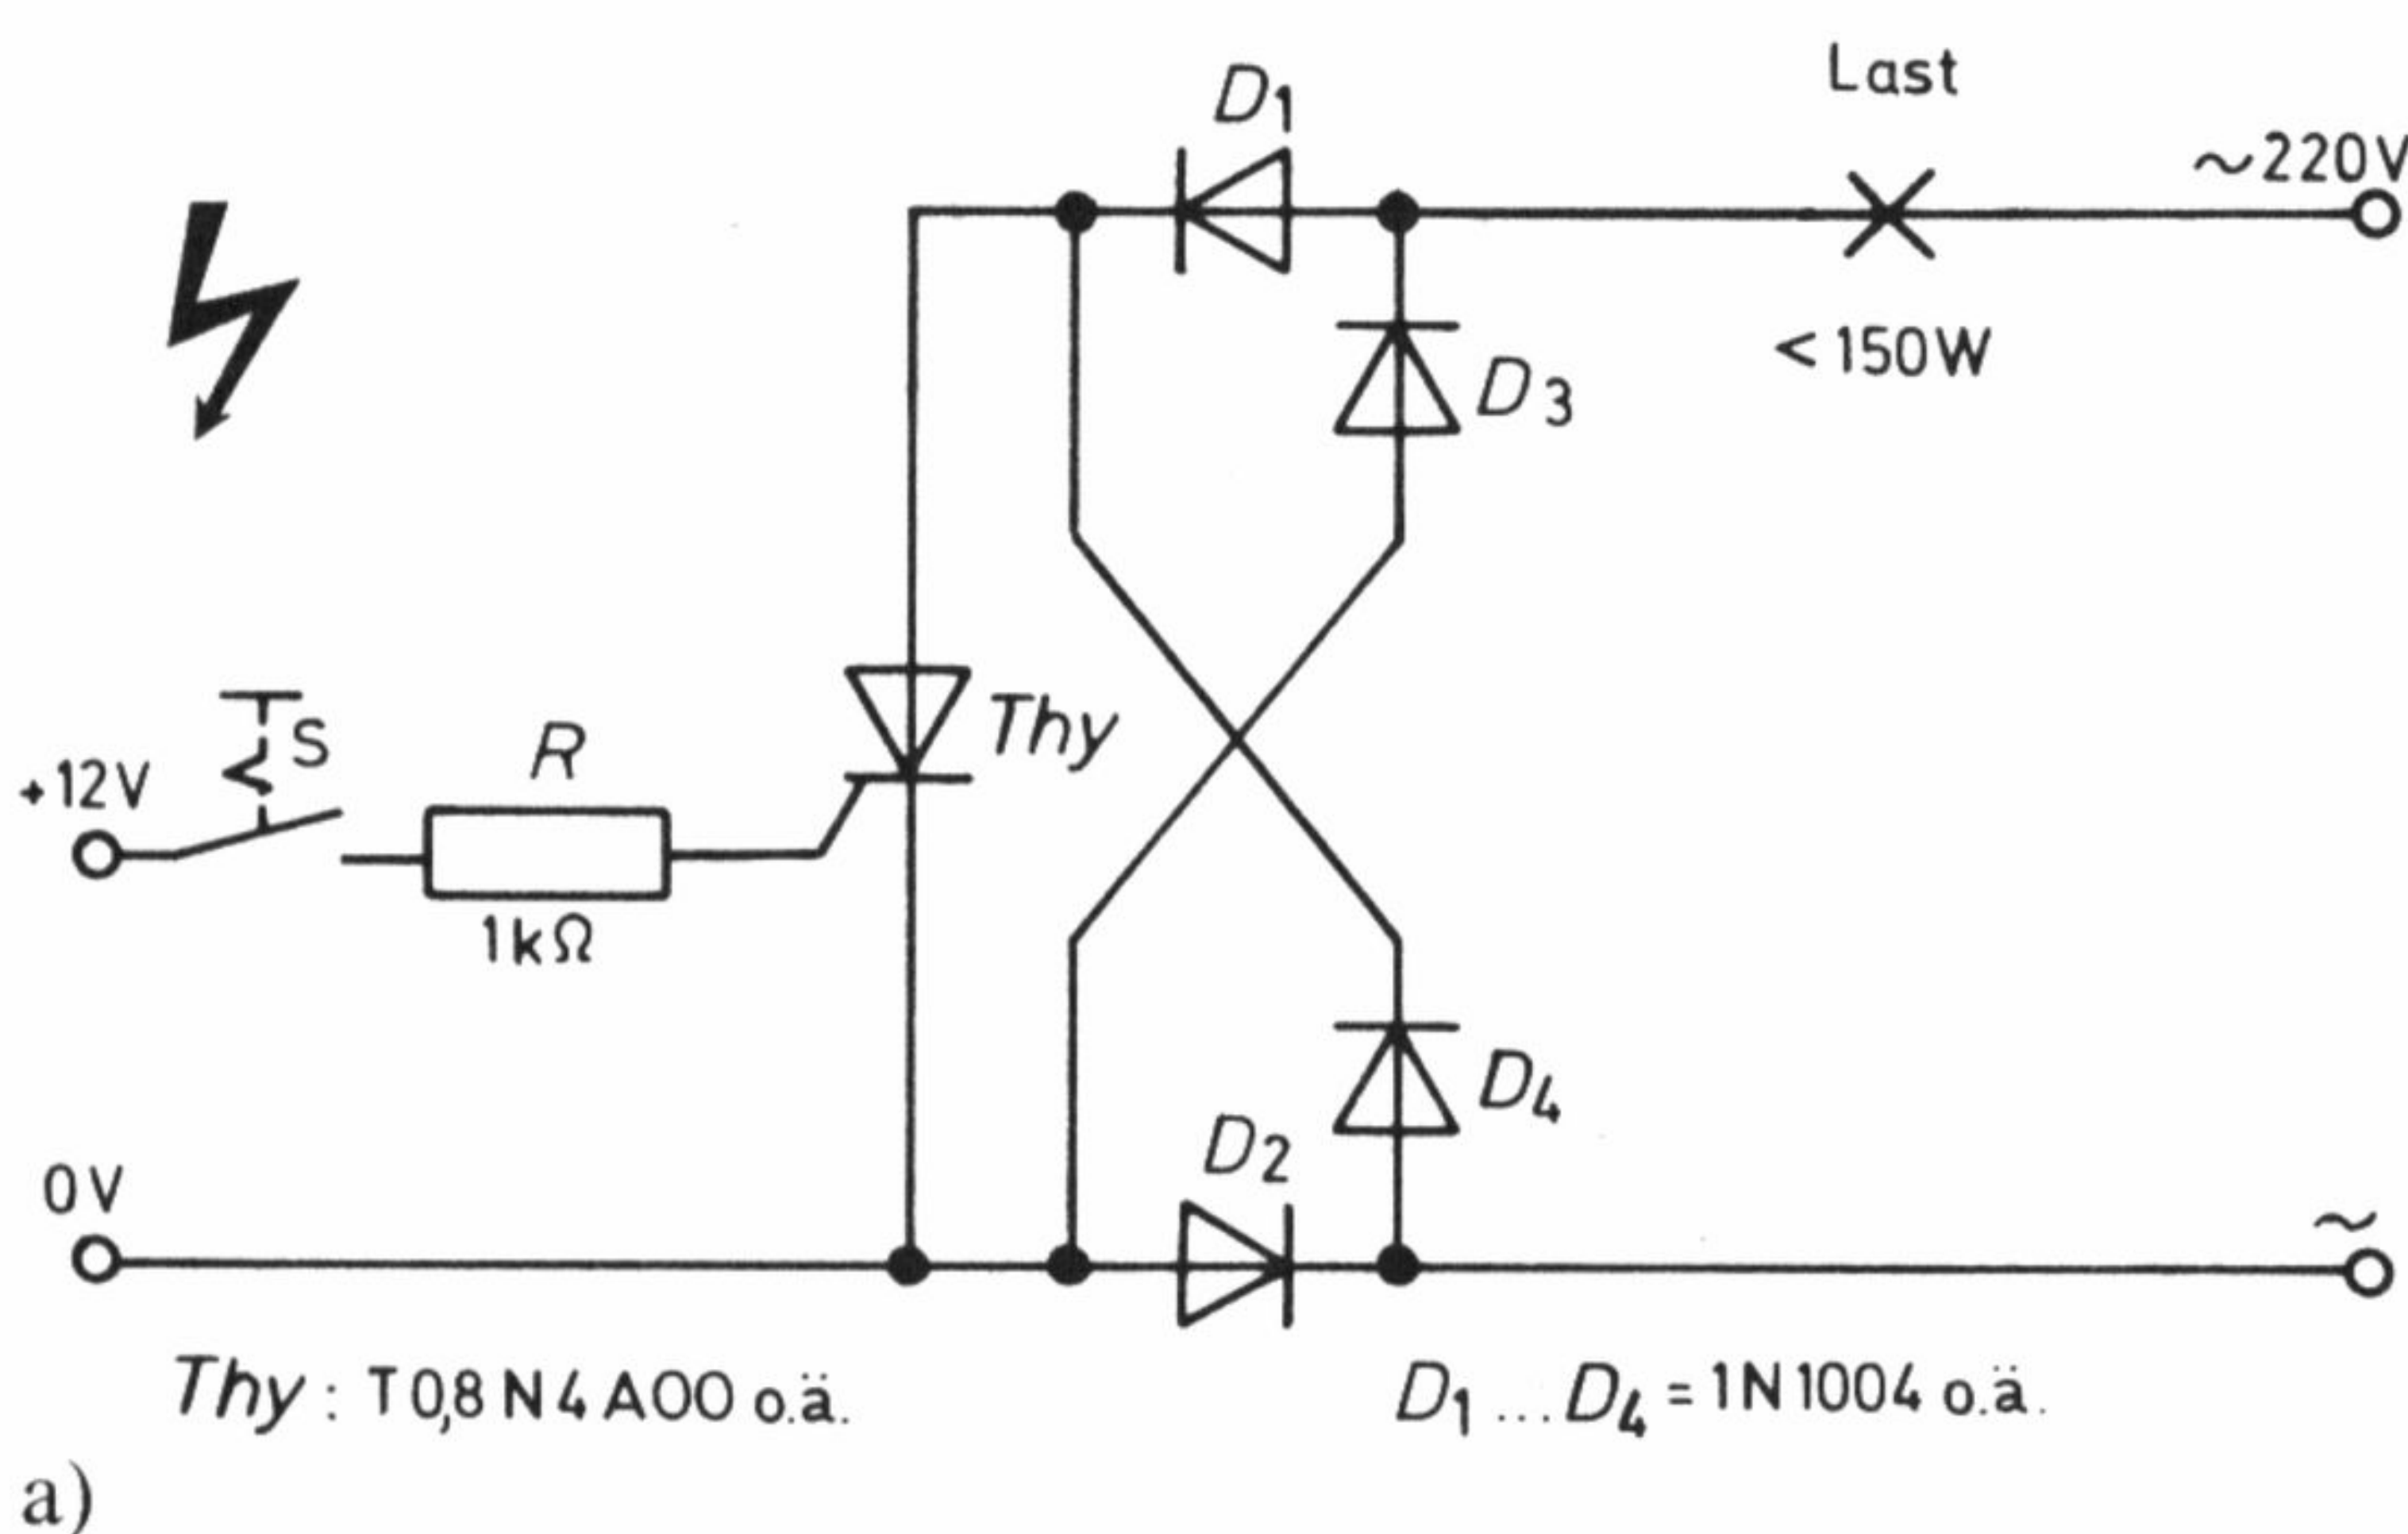 D1
Last
~220V
D3
<150W
Thy
S
R
+12V
1kΩ
D4
D2
0V
~
Thy: T0,8N4A00 o.ä.
D1...D4 = 1N1004 o.ä.
a)